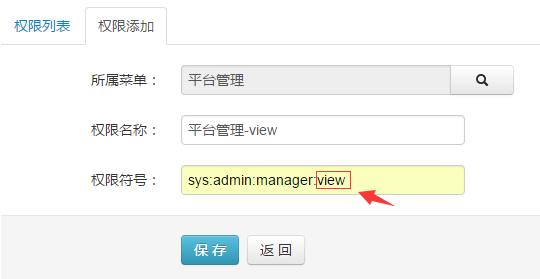 权限列表 权限添加
所属菜单： 平台管理
权限名称： 平台管理-view
权限符号： sys:admin:manager:view
保 存 返 回